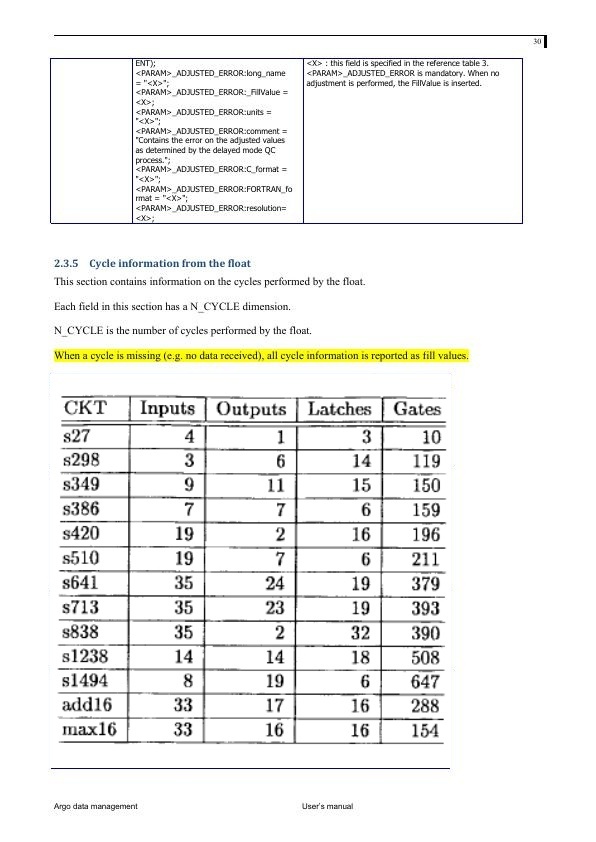 30
ENT);
<PARAM>_ADJUSTED_ERROR:long_name
= "<X>";
<PARAM>_ADJUSTED_ERROR:_FillValue =
<X>;
<PARAM>_ADJUSTED_ERROR:units =
"<X>";
<PARAM>_ADJUSTED_ERROR:comment =
"Contains the error on the adjusted values
as determined by the delayed mode QC
process.";
<PARAM>_ADJUSTED_ERROR:C_format =
"<X>";
<PARAM>_ADJUSTED_ERROR:FORTRAN_fo
rmat = "<X>";
<PARAM>_ADJUSTED_ERROR:resolution=
<X>;
<X> : this field is specified in the reference table 3.
<PARAM>_ADJUSTED_ERROR is mandatory. When no
adjustment is performed, the FillValue is inserted.
2.3.5 Cycle information from the float
This section contains information on the cycles performed by the float.
Each field in this section has a N_CYCLE dimension.
N_CYCLE is the number of cycles performed by the float.
When a cycle is missing (e.g. no data received), all cycle information is reported as fill values.
CKT Inputs Outputs Latches Gates
s27 4 1 3 10
s298 3 6 14 119
s349 9 11 15 150
s386 7 7 6 159
s420 19 2 16 196
s510 19 7 6 211
s641 35 24 19 379
s713 35 23 19 393
s838 35 2 32 390
s1238 14 14 18 508
s1494 8 19 6 647
add16 33 17 16 288
max16 33 16 16 154
Argo data management User's manual